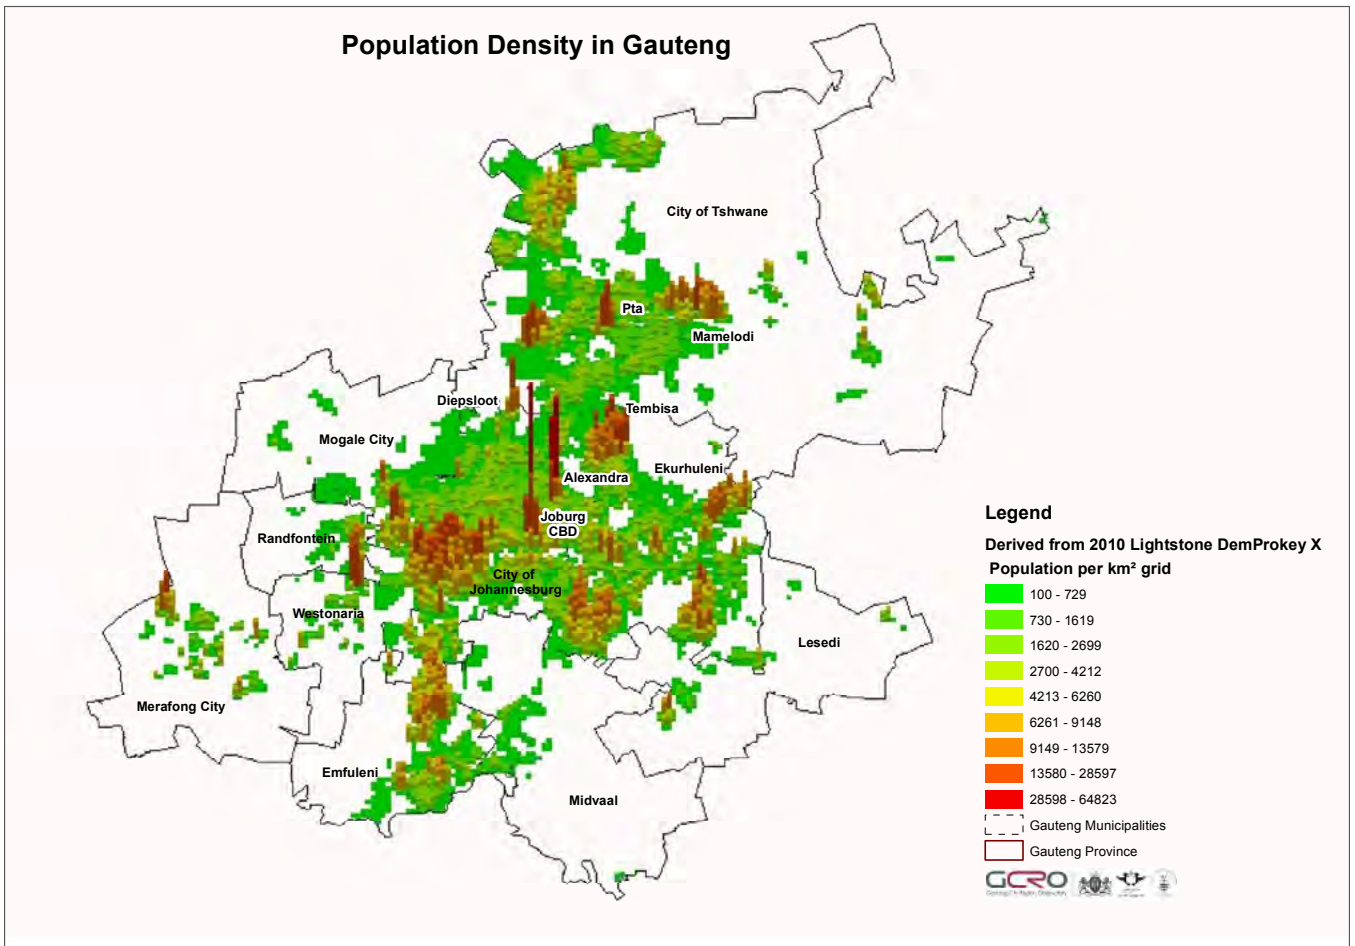 Population Density in Gauteng
City of Tshwane
Pta
Mamelodi
Diepsloot
Tembisa
Mogale City
Ekurhuleni
Alexandra
Joburg
CBD
Randfontein
City of
Johannesburg
Westonaria
Lesedi
Merafong City
Emfuleni
Midvaal
Legend
Derived from 2010 Lightstone DemProkey X
Population per km² grid
100 - 729
730 - 1619
1620 - 2699
2700 - 4212
4213 - 6260
6261 - 9148
9149 - 13579
13580 - 28597
28598 - 64823
Gauteng Municipalities
Gauteng Province
GCRO